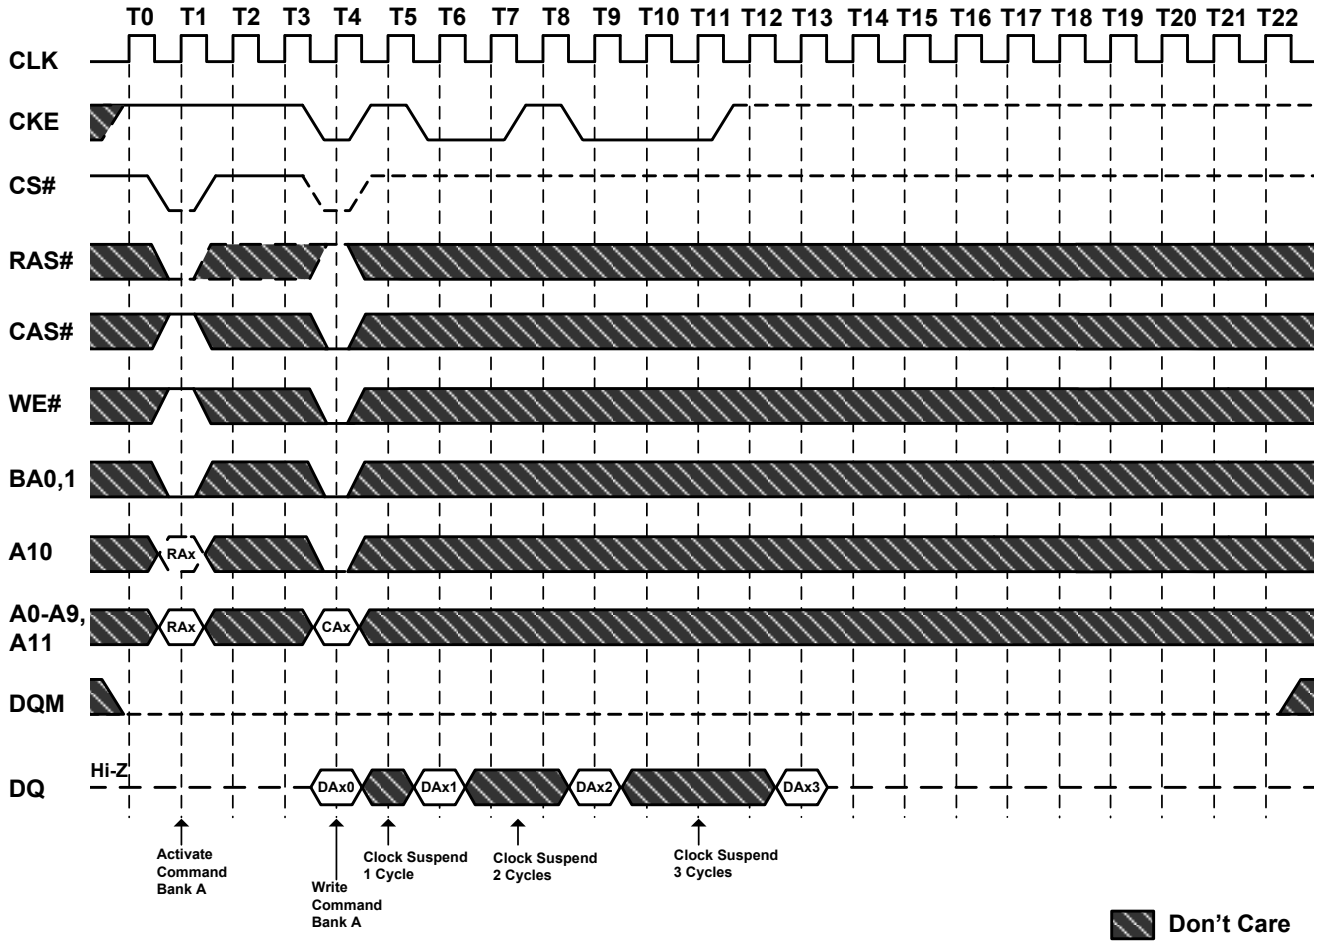 T0 T1 T2 T3 T4 T5 T6 T7 T8 T9 T10 T11 T12 T13 T14 T15 T16 T17 T18 T19 T20 T21 T22
CLK
CKE
CS#
RAS#
CAS#
WE#
BA0,1
A10
RAx
A0-A9,
A11
RAx CAx
DQM
Hi-Z
DQ
DAx0 DAx1 DAx2 DAx3
Activate
Command
Bank A
Write
Command
Bank A
Clock Suspend
1 Cycle
Clock Suspend
2 Cycles
Clock Suspend
3 Cycles
Don't Care